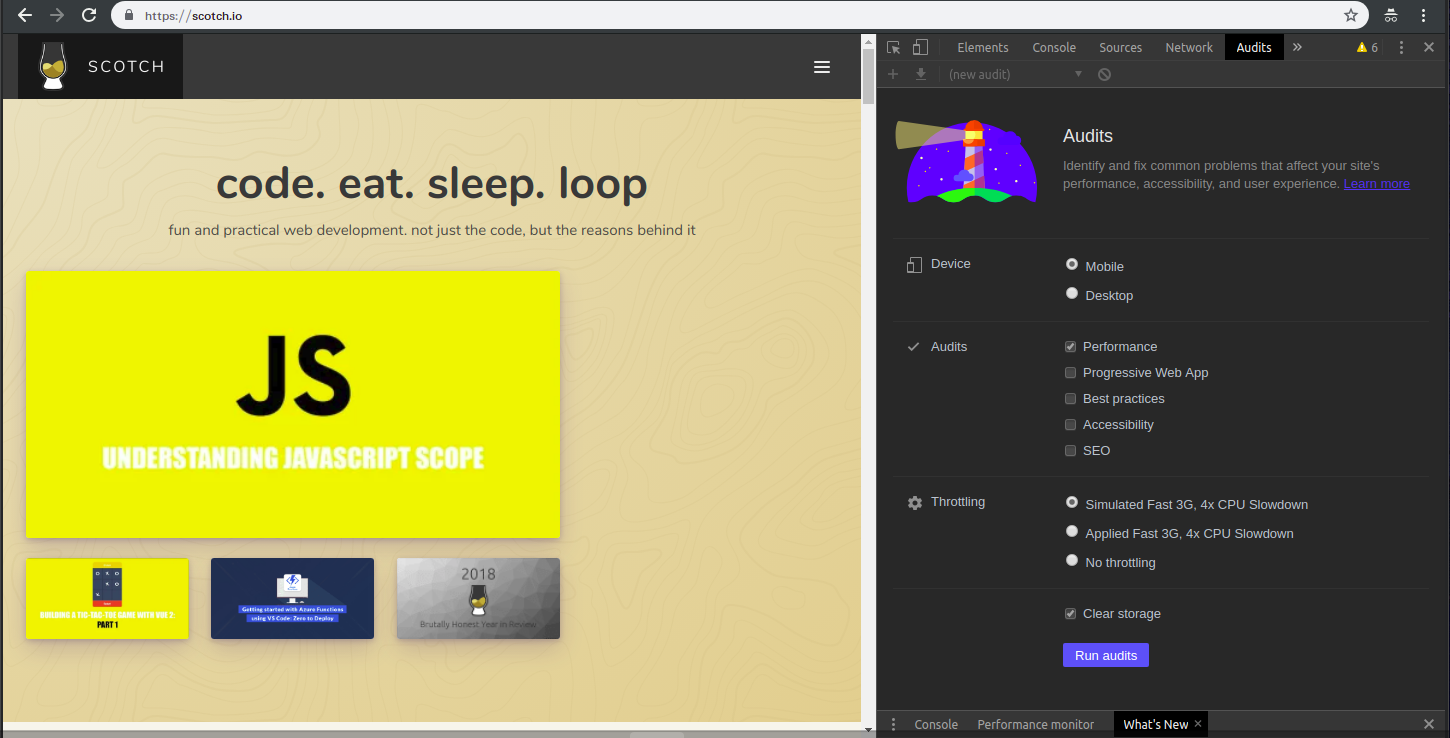 https://scotch.io
SCOTCH
code. eat. sleep. loop
fun and practical web development. not just the code, but the reasons behind it
JS
UNDERSTANDING JAVASCRIPT SCOPE
BUILDING A TIC-TAC-TOE GAME WITH VUE 2:
PART 1
Getting started with Azure Functions
using VS Code: Zero to Deploy
2018
Brutally Honest Year in Review
Elements Console Sources Network Audits » 6
(new audit)
Audits
Identify and fix common problems that affect your site's
performance, accessibility, and user experience. Learn more
Device
Mobile
Desktop
Audits
Performance
Progressive Web App
Best practices
Accessibility
SEO
Throttling
Simulated Fast 3G, 4x CPU Slowdown
Applied Fast 3G, 4x CPU Slowdown
No throttling
Clear storage
Run audits
Console Performance monitor What's New